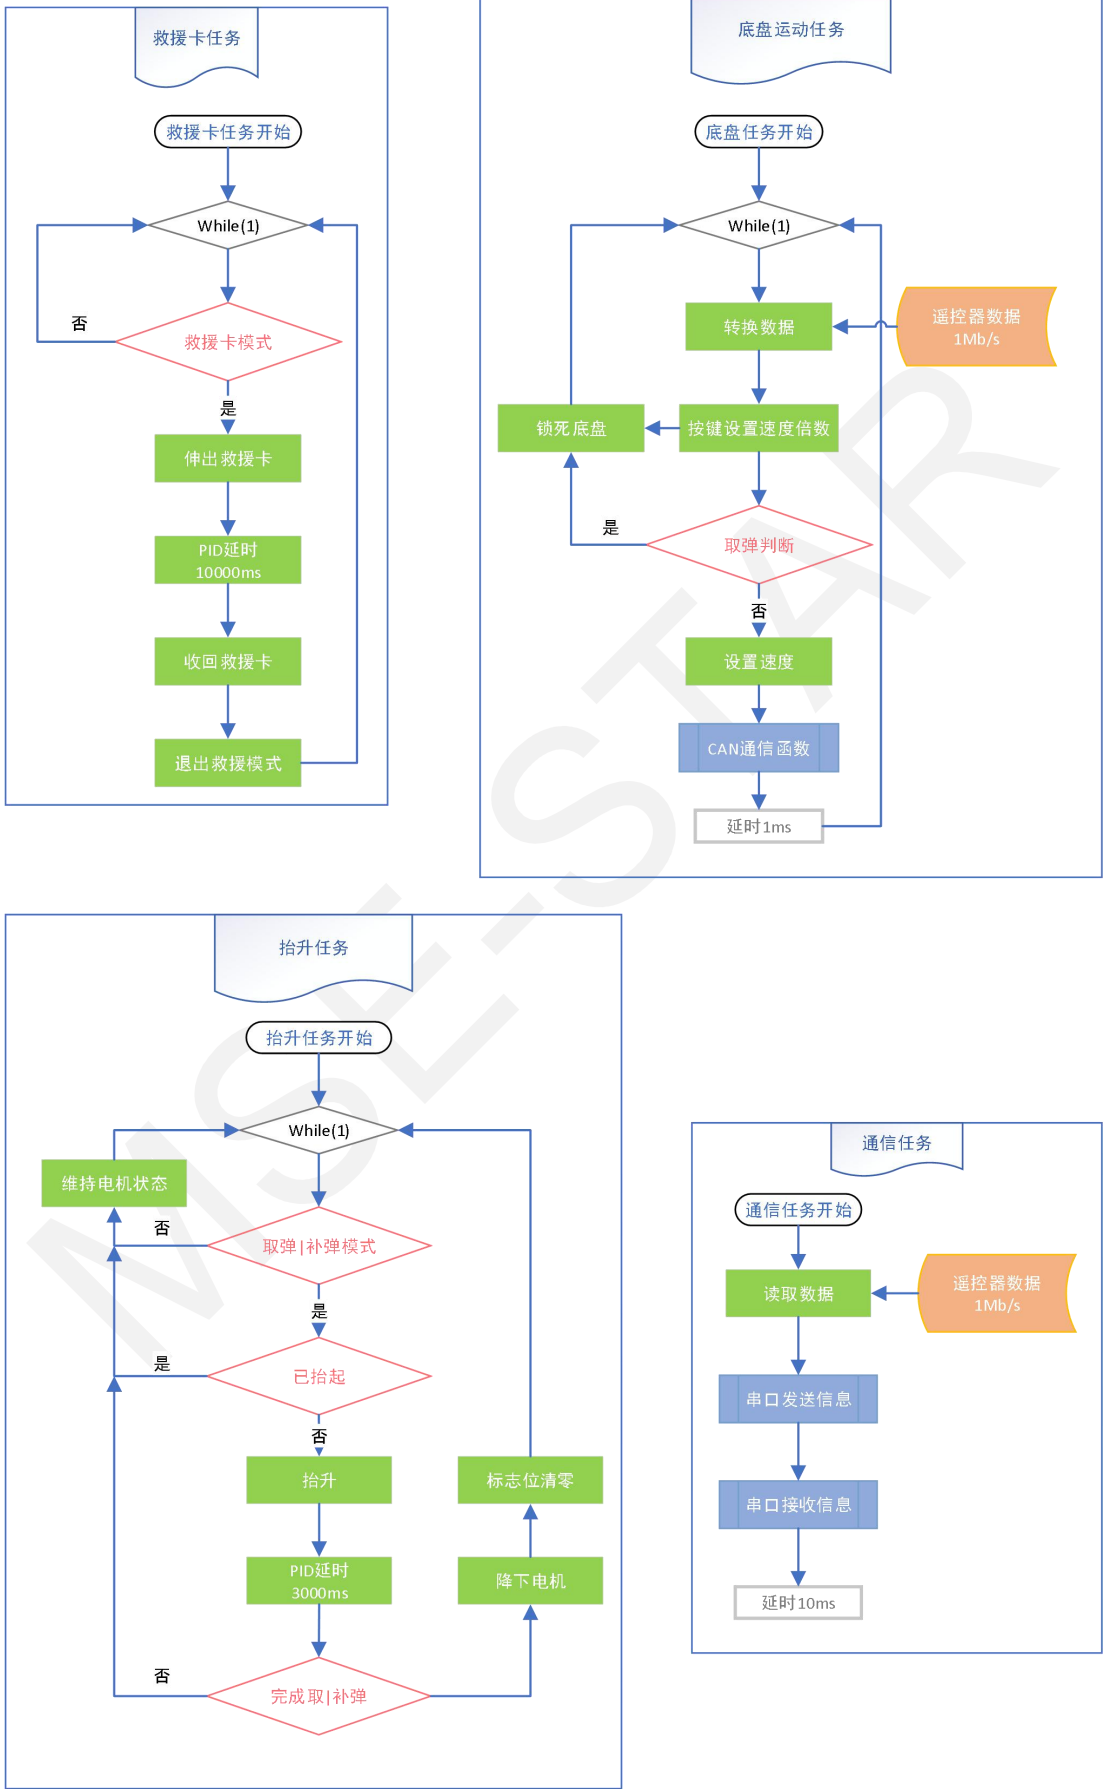 救援卡任务
救援卡任务开始
While(1)
否
救援卡模式
是
伸出救援卡
PID延时
10000ms
收回救援卡
退出救援模式
底盘运动任务
底盘任务开始
While(1)
转换数据
遥控器数据
1Mb/s
锁死底盘
按键设置速度倍数
是
取弹判断
否
设置速度
CAN通信函数
延时1ms
抬升任务
抬升任务开始
While(1)
维持电机状态
否
取弹|补弹模式
是
是
已抬起
否
抬升
标志位清零
PID延时
3000ms
降下电机
否
完成取|补弹
通信任务
通信任务开始
读取数据
遥控器数据
1Mb/s
串口发送信息
串口接收信息
延时10ms
MSE-STAR